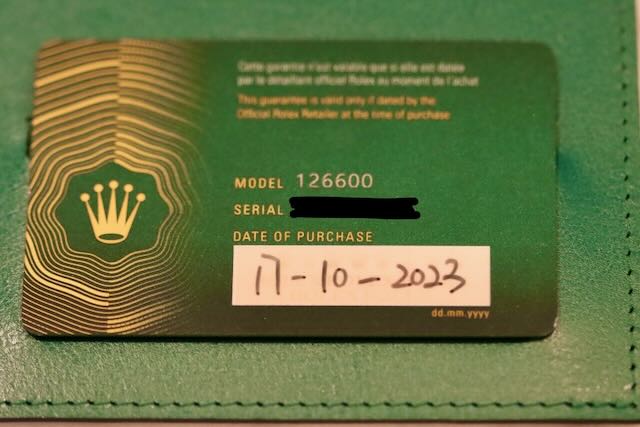 Cette garantie n'est valable que si elle est datée
par le détaillant officiel Rolex au moment de l'achat
This guarantee is valid only if dated by the
Official Rolex Retailer at the time of purchase
MODEL 126600
SERIAL
DATE OF PURCHASE
17-10-2023
dd.mm.yyyy